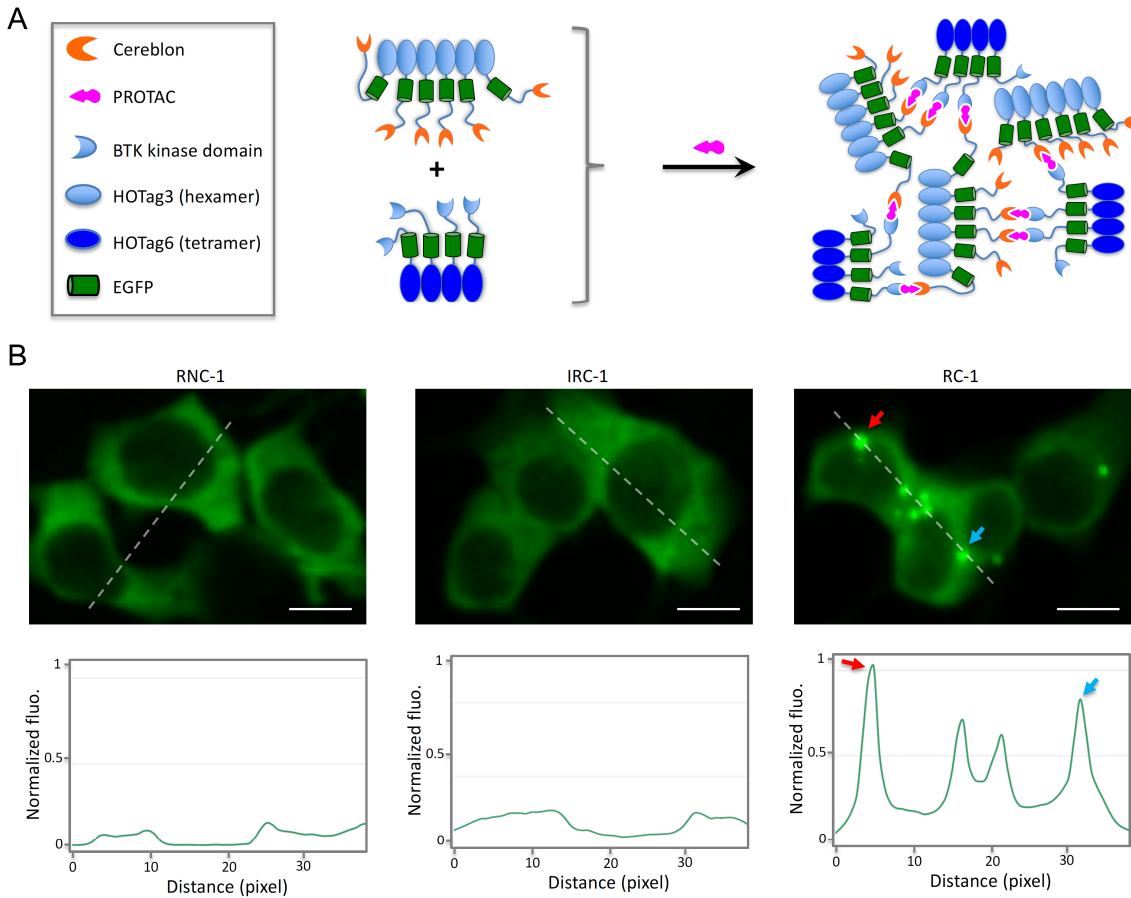 A
Cereblon
PROTAC
BTK kinase domain
HOTag3 (hexamer)
HOTag6 (tetramer)
EGFP
+
B
RNC-1
IRC-1
RC-1
Normalized fluo.
1
0.5
0
0
10
20
30
Distance (pixel)
Normalized fluo.
1
0.5
0
0
10
20
30
Distance (pixel)
Normalized fluo.
1
0.5
0
0
10
20
30
Distance (pixel)